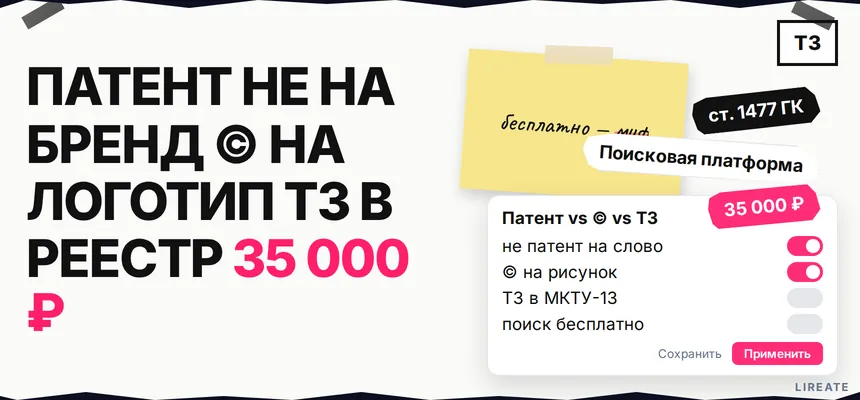 ПАТЕНТ НЕ НА
БРЕНД © НА
ЛОГОТИП ТЗ В
РЕЕСТР 35 000
₽
ТЗ
бесплатно — миф
ст. 1477 ГК
Поисковая платформа
35 000 ₽
Патент vs © vs ТЗ
не патент на слово
© на рисунок
ТЗ в МКТУ-13
поиск бесплатно
Сохранить Применить
LIREATE